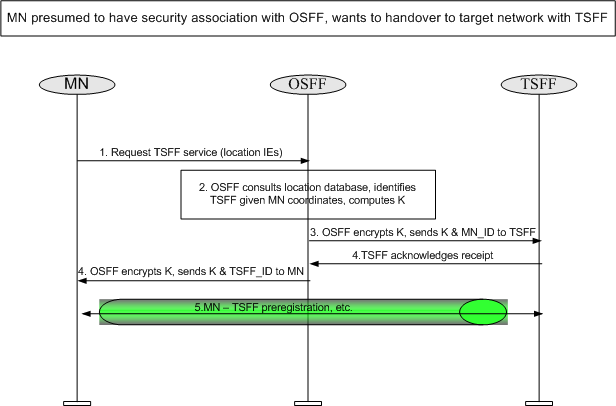 MN presumed to have security association with OSFF, wants to handover to target network with TSFF
MN
OSFF
TSFF
1. Request TSFF service (location IEs)
2. OSFF consults location database, identifies
TSFF given MN coordinates, computes K
3. OSFF encrypts K, sends K & MN_ID to TSFF
4.TSFF acknowledges receipt
4. OSFF encrypts K, sends K & TSFF_ID to MN
5.MN – TSFF preregistration, etc.